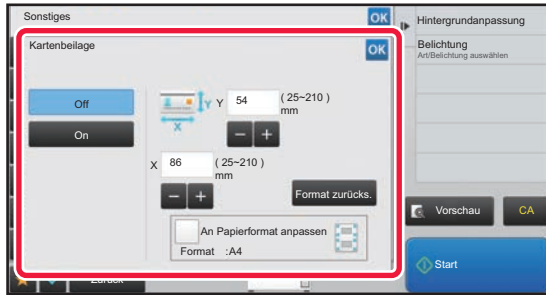 Sonstiges
OK
Kartenbeilage
OK
Off
On
Y
X
Y 54 (25~210)
mm
X 86 (25~210)
mm
Format zurücks.
An Papierformat anpassen
Format :A4
Zurück
Hintergrundanpassung
Belichtung
Art/Belichtung auswählen
Vorschau
CA
Start